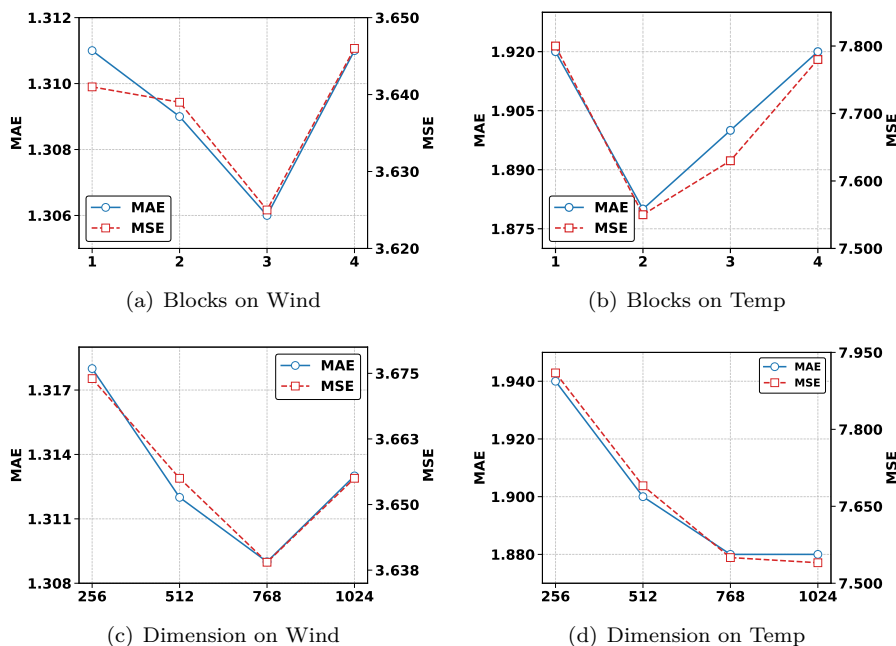 1.312
1.310
1.308
1.306
MAE
3.650
3.640
3.630
3.620
MSE
MAE
MSE
1 2 3 4
(a) Blocks on Wind
1.920
1.905
1.890
1.875
MAE
7.800
7.700
7.600
7.500
MSE
MAE
MSE
1 2 3 4
(b) Blocks on Temp
1.317
1.314
1.311
1.308
MAE
3.675
3.663
3.650
3.638
MSE
MAE
MSE
256 512 768 1024
(c) Dimension on Wind
1.940
1.920
1.900
1.880
MAE
7.950
7.800
7.650
7.500
MSE
MAE
MSE
256 512 768 1024
(d) Dimension on Temp